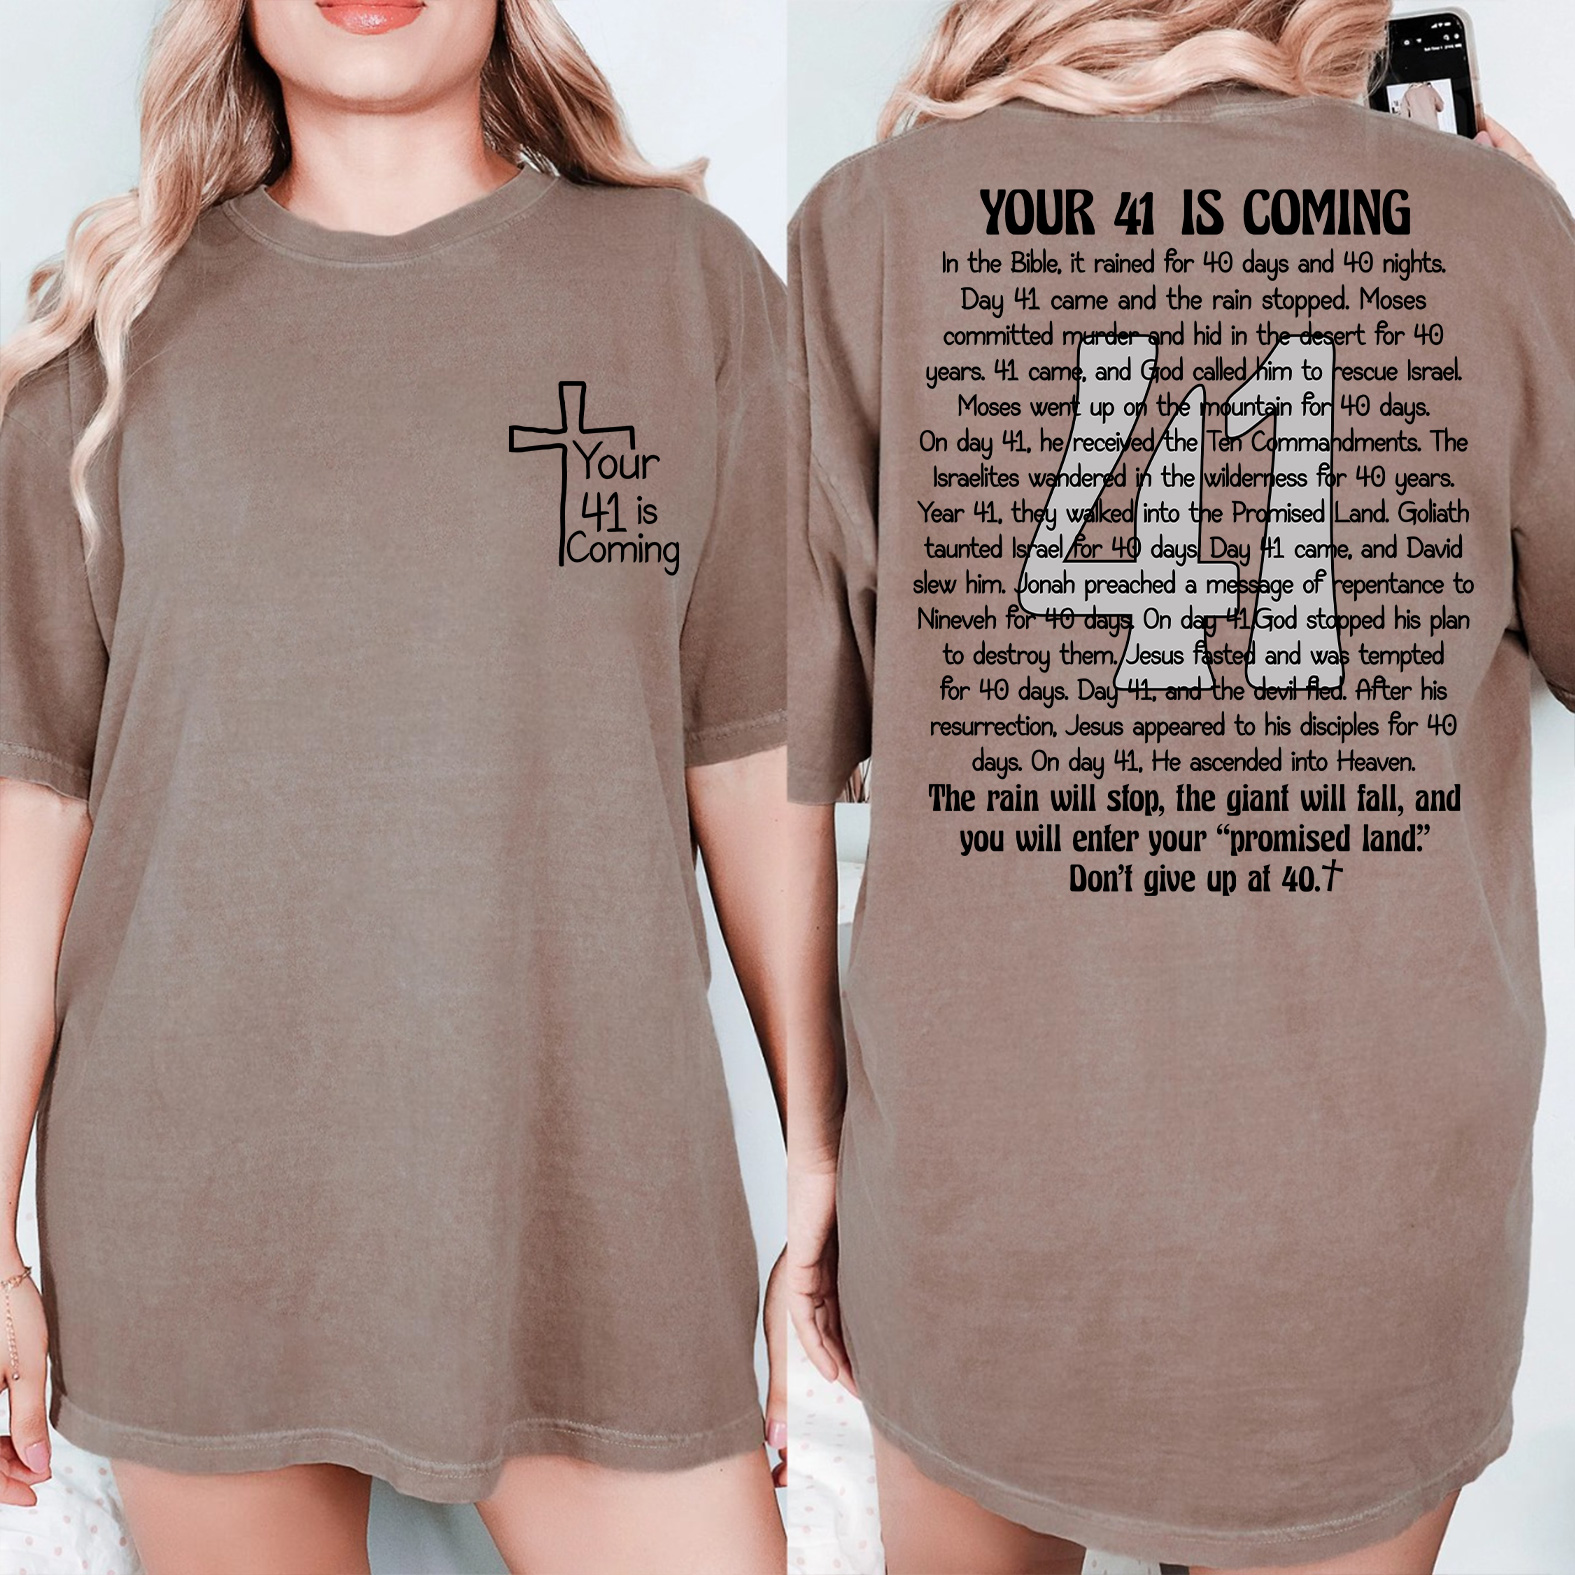 Your
41 is
Coming
YOUR 41 IS COMING
In the Bible, it rained for 40 days and 40 nights.
Day 41 came and the rain stopped. Moses
committed murder and hid in the desert for 40
years. 41 came, and God called him to rescue Israel.
Moses went up on the mountain for 40 days.
On day 41, he received the Ten Commandments. The
Israelites wandered in the wilderness for 40 years.
Year 41, they walked into the Promised Land. Goliath
taunted Israel for 40 days. Day 41 came, and David
slew him. Jonah preached a message of repentance to
Nineveh for 40 days. On day 41 God stopped his plan
to destroy them. Jesus fasted and was tempted
for 40 days. Day 41, and the devil fled. After his
resurrection, Jesus appeared to his disciples for 40
days. On day 41, He ascended into Heaven.
41
The rain will stop, the giant will fall, and
you will enter your “promised land.”
Don't give up at 40.